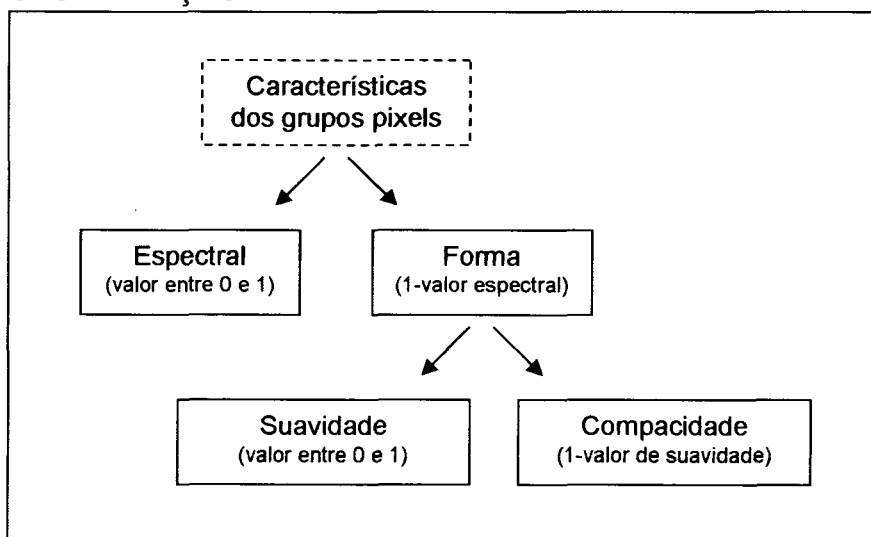 Características
dos grupos pixels
Espectral
(valor entre 0 e 1)
Forma
(1-valor espectral)
Suavidade
(valor entre 0 e 1)
Compacidade
(1-valor de suavidade)